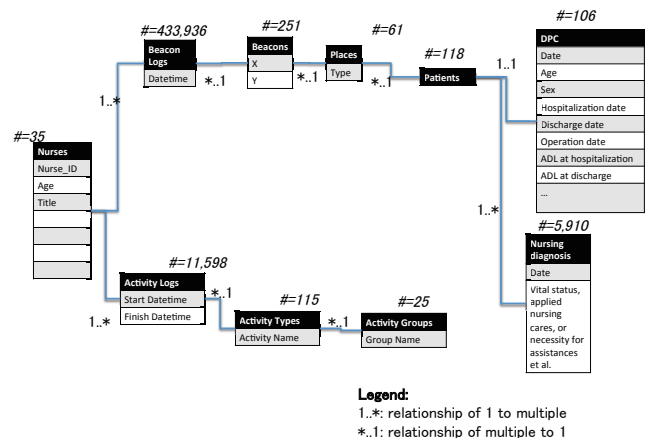 #=433,936
Beacon
Logs
Datetime
*..1
#=251
Beacons
X
Y
*..1
#=61
Places
Type
*..1
#=118
Patients
1..1
#=106
DPC
Date
Age
Sex
Hospitalization date
Discharge date
Operation date
ADL at hospitalization
ADL at discharge
...
1..*
#=35
Nurses
Nurse_ID
Age
Title
1..*
#=5,910
Nursing
diagnosis
Date
Vital status,
applied
nursing
cares, or
necessity for
assistances
et al.
#=11,598
Activity Logs
Start Datetime
Finish Datetime
*..1
1..*
#=115
Activity Types
Activity Name
*..1
#=25
Activity Groups
Group Name
Legend:
1..*: relationship of 1 to multiple
*..1: relationship of multiple to 1